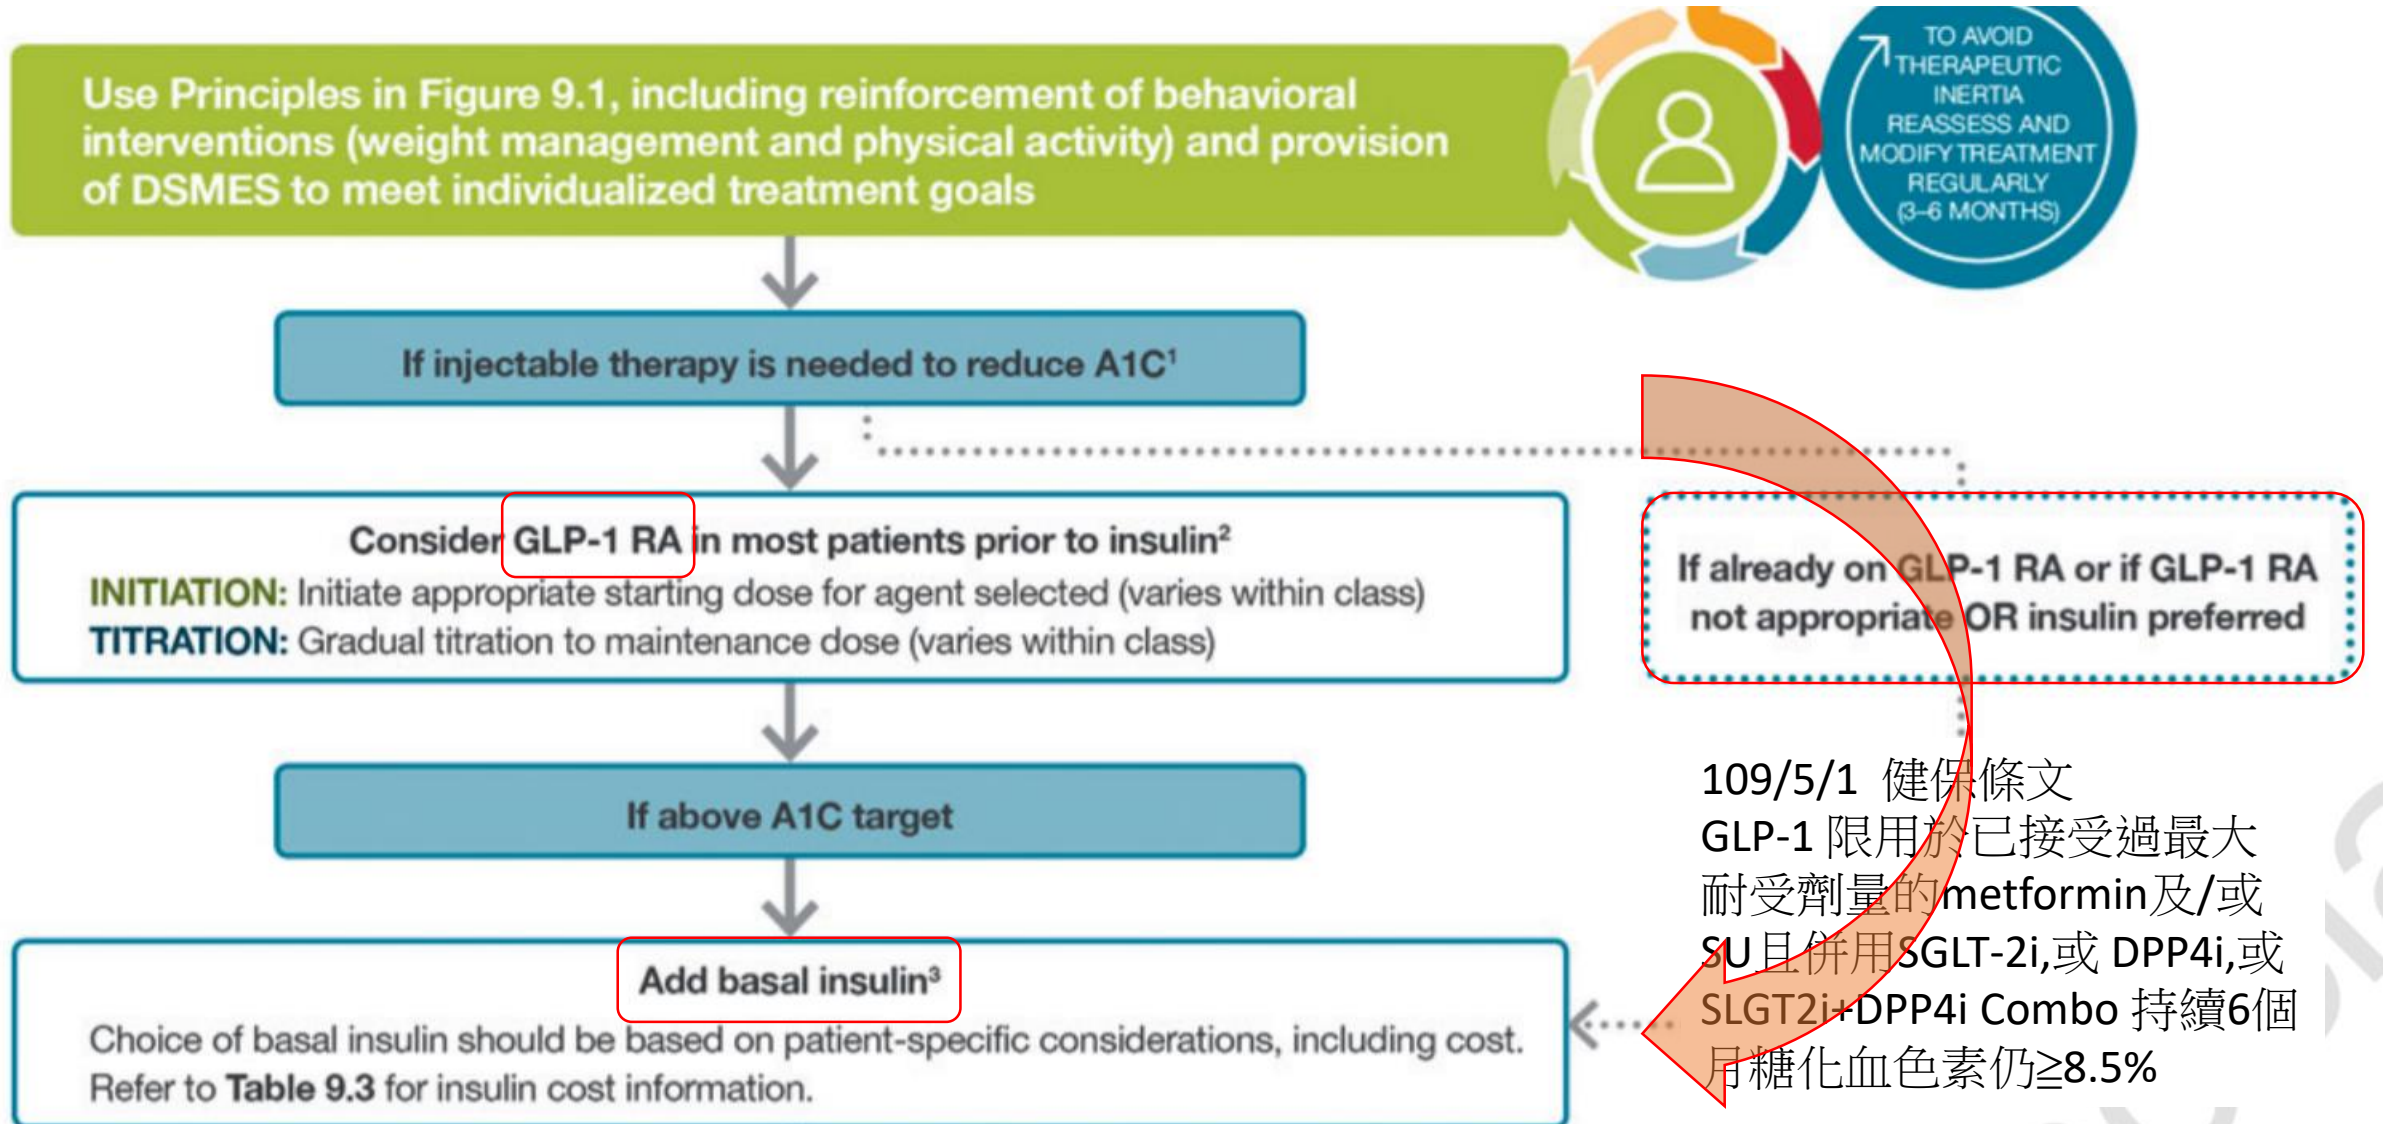 Use Principles in Figure 9.1, including reinforcement of behavioral
interventions (weight management and physical activity) and provision
of DSMES to meet individualized treatment goals
TO AVOID
THERAPEUTIC
INERTIA
REASSESS AND
MODIFY TREATMENT
REGULARLY
(3–6 MONTHS)
If injectable therapy is needed to reduce A1C¹
Consider GLP-1 RA in most patients prior to insulin²
INITIATION: Initiate appropriate starting dose for agent selected (varies within class)
TITRATION: Gradual titration to maintenance dose (varies within class)
If already on GLP-1 RA or if GLP-1 RA
not appropriate OR insulin preferred
If above A1C target
Add basal insulin³
Choice of basal insulin should be based on patient-specific considerations, including cost.
Refer to Table 9.3 for insulin cost information.
109/5/1 健保條文
GLP-1 限用於已接受過最大
耐受劑量的metformin及/或
SU且併用SGLT-2i,或 DPP4i,或
SLGT2i+DPP4i Combo 持續6個
月糖化血色素仍≧8.5%